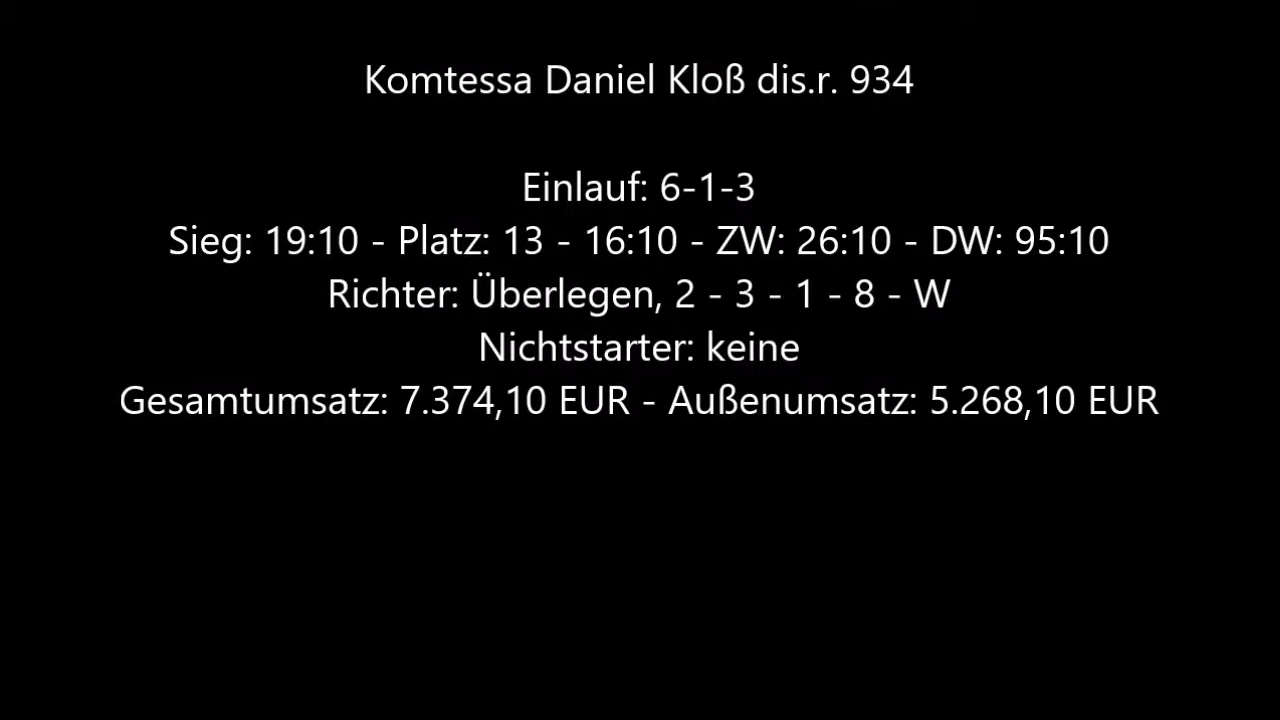 Komtessa Daniel Kloß dis.r. 934
Einlauf: 6-1-3
Sieg: 19:10 - Platz: 13 - 16:10 - ZW: 26:10 - DW: 95:10
Richter: Überlegen, 2 - 3 - 1 - 8 - W
Nichtstarter: keine
Gesamtumsatz: 7.374,10 EUR - Außenumsatz: 5.268,10 EUR